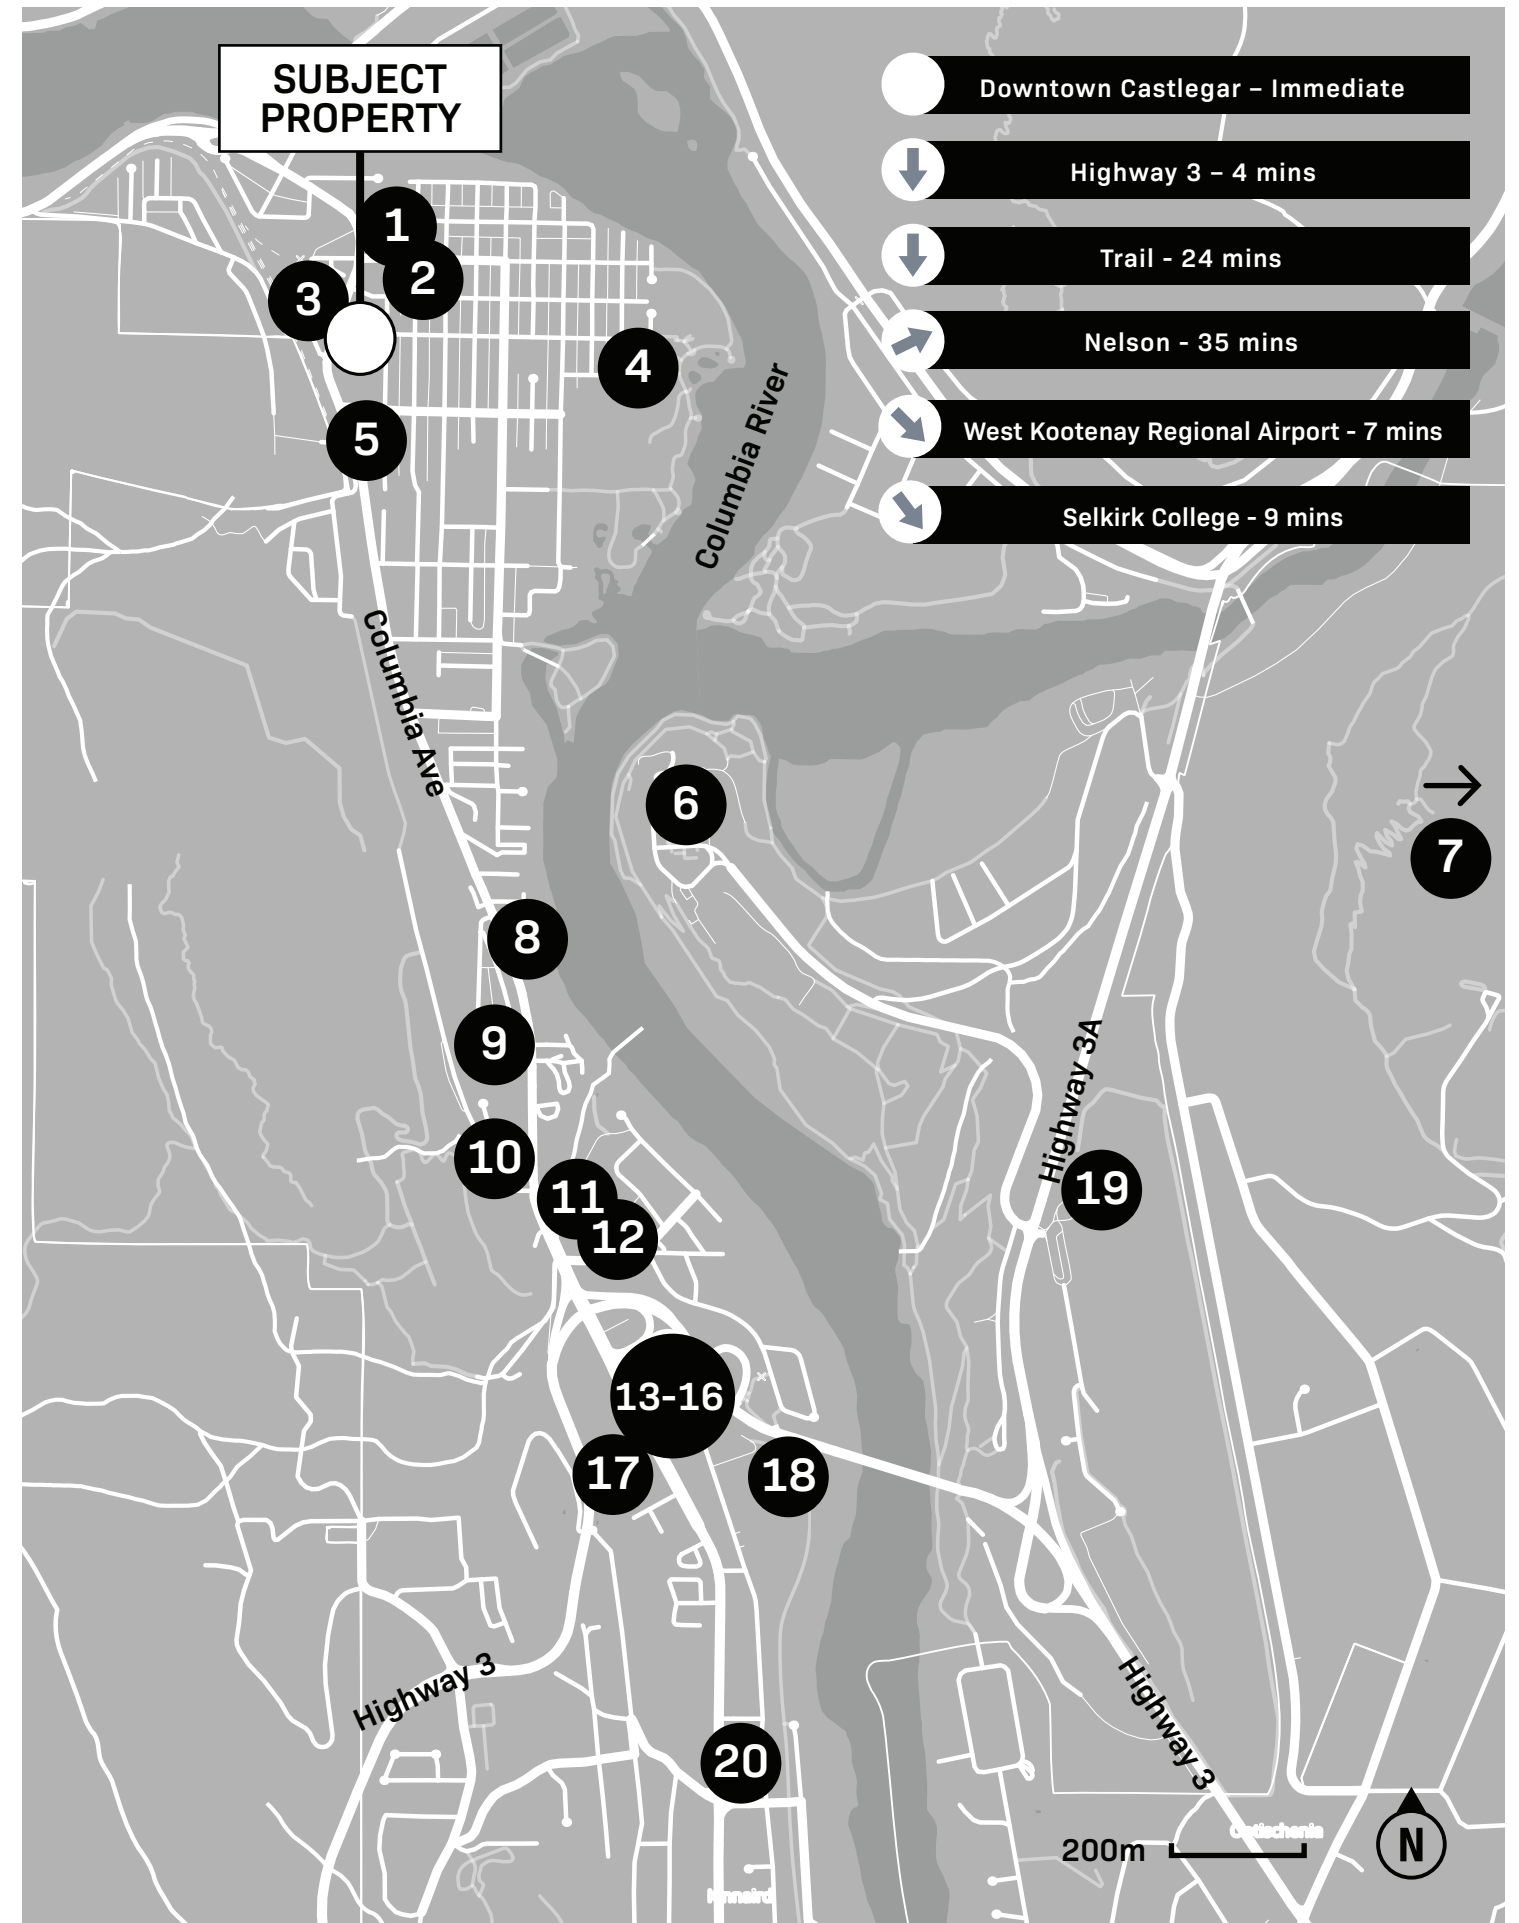 SUBJECT
PROPERTY
Downtown Castlegar – Immediate
Highway 3 – 4 mins
Trail - 24 mins
Nelson - 35 mins
West Kootenay Regional Airport - 7 mins
Selkirk College - 9 mins
1
2
3
4
5
Columbia River
Columbia Ave
6
7
8
9
Highway 3A
10
11
12
19
13-16
17
18
Highway 3
Highway 3
20
200m
N